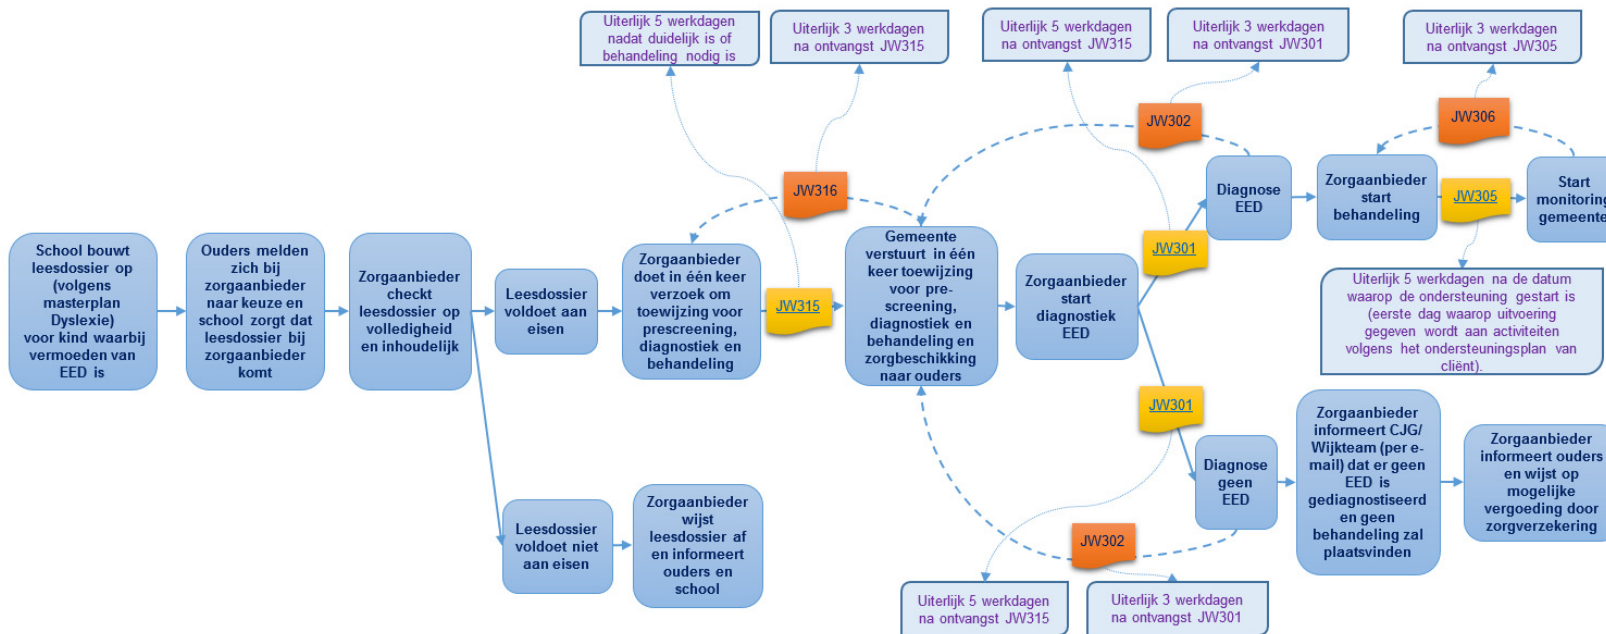 Uiterlijk 5 werkdagen
nadat duidelijk is of
behandeling nodig is
Uiterlijk 3 werkdagen
na ontvangst JW315
Uiterlijk 5 werkdagen
na ontvangst JW315
Uiterlijk 3 werkdagen
na ontvangst JW301
Uiterlijk 3 werkdagen
na ontvangst JW305
JW302
JW306
JW316
Diagnose
EED
Zorgaanbieder
start
behandeling
JW305
Start
monitoring
gemeente
School bouwt
leesdossier op
(volgens
masterplan
Dyslexie)
voor kind waarbij
vermoeden van
EED is
Ouders melden
zich bij
zorgaanbieder
naar keuze en
school zorgt dat
leesdossier bij
zorgaanbieder
komt
Zorgaanbieder
checkt
leesdossier op
volledigheid
en inhoudelijk
Leesdossier
voldoet aan
eisen
Zorgaanbieder
doet in één keer
verzoek om
toewijzing voor
prescreening,
diagnostiek en
behandeling
JW315
Gemeente
verstuurt in één
keer toewijzing
voor pre-
screening,
diagnostiek en
behandeling en
zorgbeschikking
naar ouders
Zorgaanbieder
start
diagnostiek
EED
JW301
Uiterlijk 5 werkdagen na de datum
waarop de ondersteuning gestart is
(eerste dag waarop uitvoering
gegeven wordt aan activiteiten
volgens het ondersteuningsplan van
cliënt).
JW301
Diagnose
geen
EED
Zorgaanbieder
informeert CJG/
Wijkteam (per e-
mail) dat er geen
EED is
gediagnostiseerd
en geen
behandeling zal
plaatsvinden
Zorgaanbieder
informeert ouders
en wijst op
mogelijke
vergoeding door
zorgverzekering
Leesdossier
voldoet niet
aan eisen
Zorgaanbieder
wijst
leesdossier af
en informeert
ouders en
school
JW302
Uiterlijk 5 werkdagen
na ontvangst JW315
Uiterlijk 3 werkdagen
na ontvangst JW301